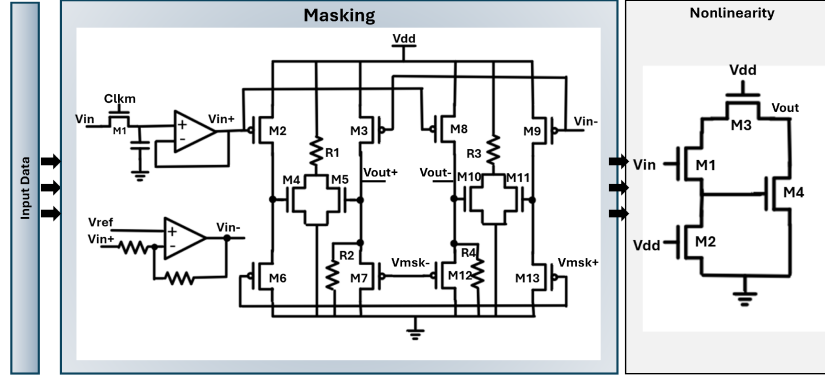 Masking
Nonlinearity
Input Data
Vdd
Clkm
Vin
M1
+
-
Vin+
M2
R1
M3
M8
R3
M9
Vin-
M4
M5
Vout+
Vout-
M10
M11
Vref
Vin+
+
-
Vin-
M6
R2
M7
Vmsk-
M12
R4
M13
Vmsk+
Vdd
M3
Vout
Vin
M1
M4
Vdd
M2